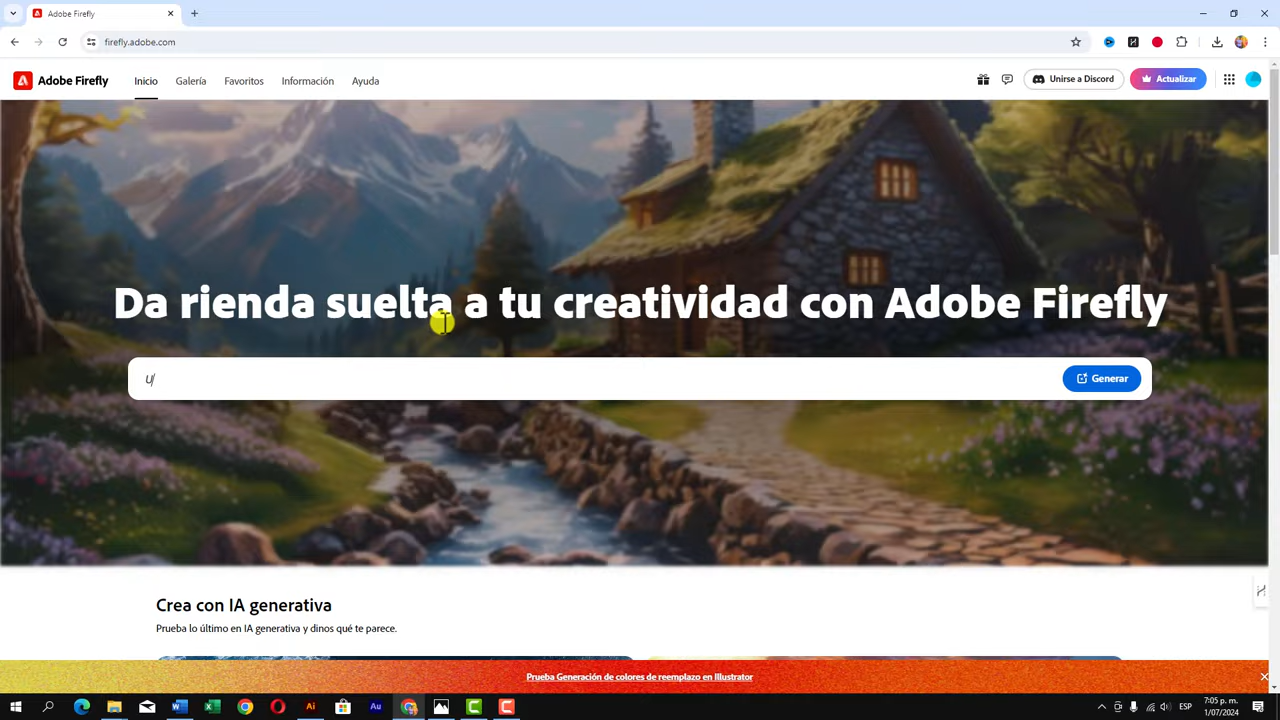 Adobe Firefly
firefly.adobe.com
Adobe Firefly Inicio Galería Favoritos Información Ayuda Unirse a Discord Actualizar
Da rienda suelta a tu creatividad con Adobe Firefly
U
Generar
Crea con IA generativa
Prueba lo último en IA generativa y dinos qué te parece.
Prueba Generación de colores de reemplazo en Illustrator
Ai Au ESP 7:05 p. m.
1/07/2024